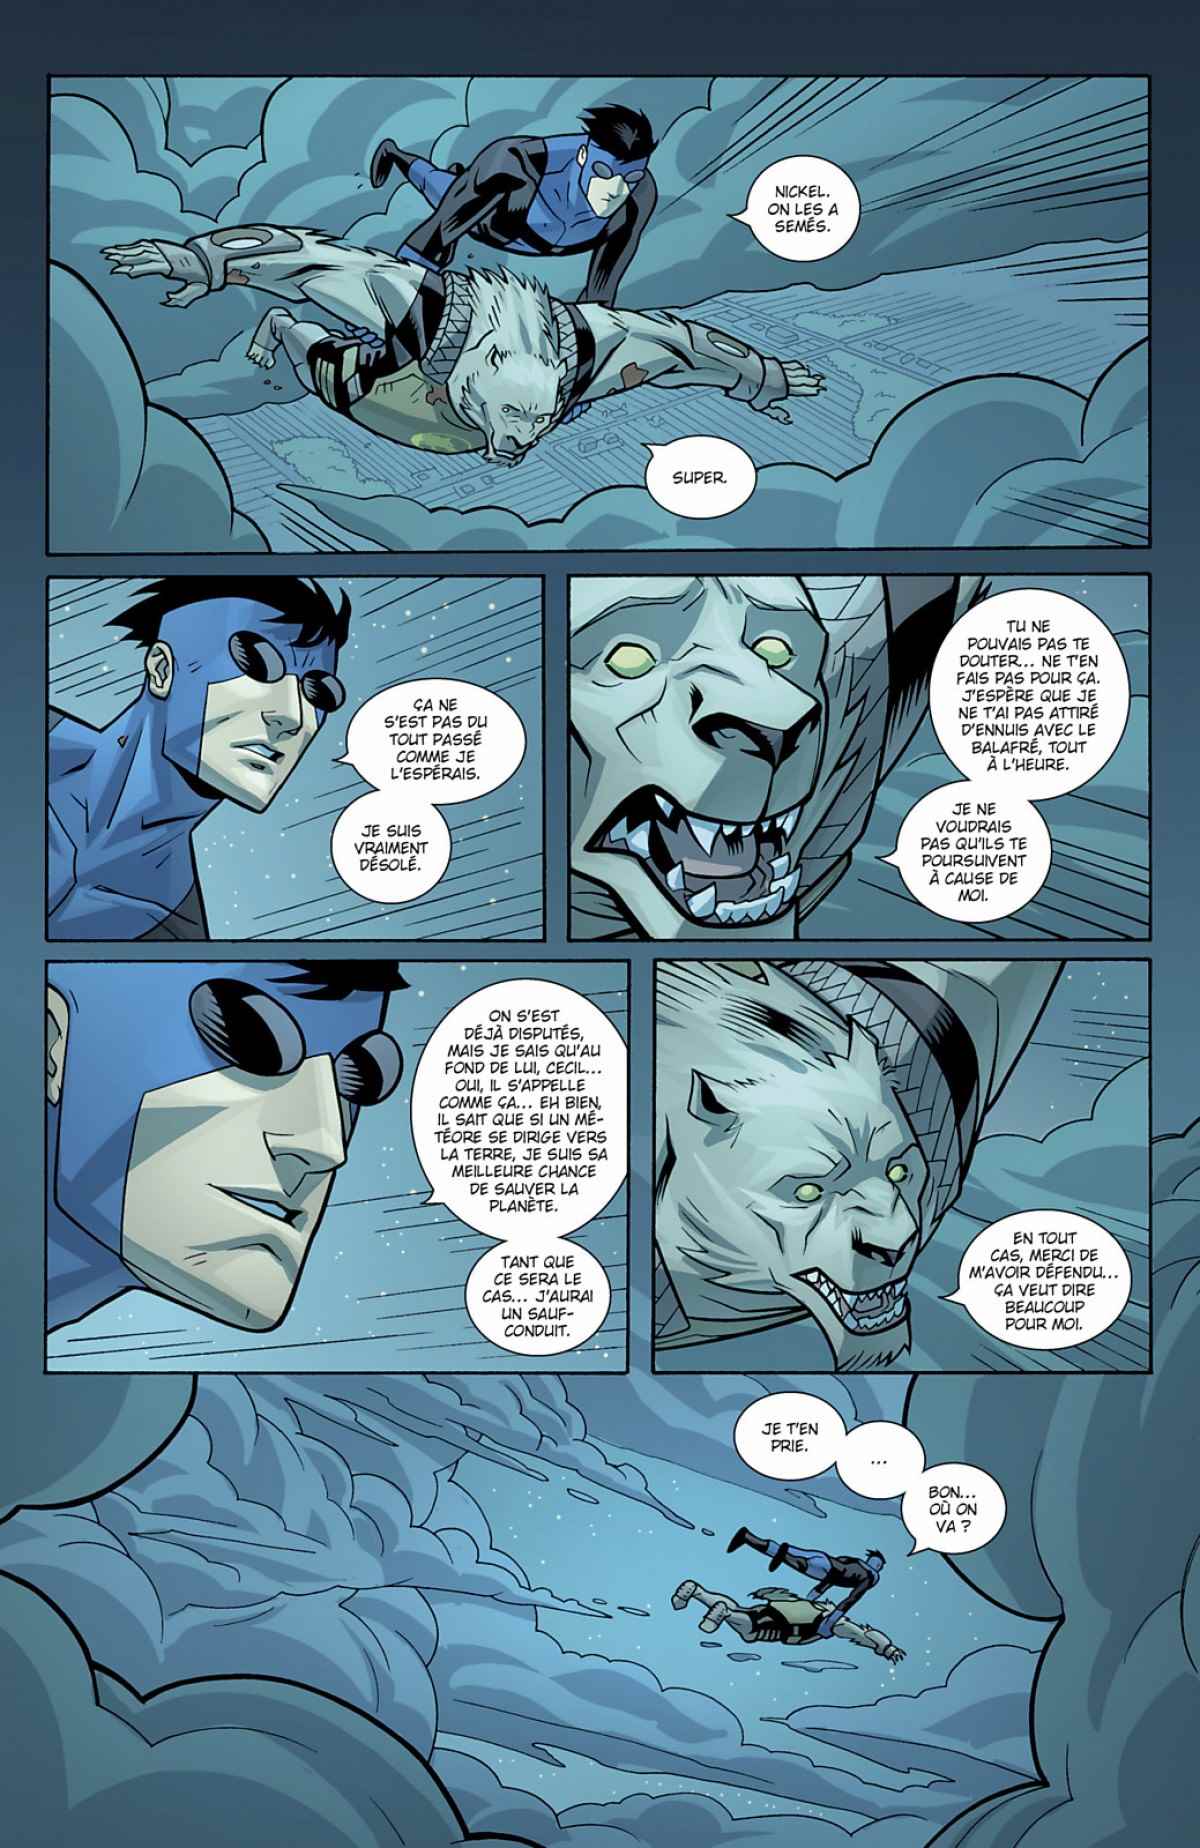 NICKEL.
ON LES A
SEMÉS.
SUPER.
ÇA NE
S'EST PAS DU
TOUT PASSÉ
COMME JE
L'ESPÉRAIS.
JE SUIS
VRAIMENT
DÉSOLÉ.
TU NE
POUVAIS PAS TE
DOUTER... NE T'EN
FAIS PAS POUR ÇA.
J'ESPÈRE QUE JE
NE T'AI PAS ATTIRÉ
D'ENNUIS AVEC LE
BALAFRÉ, TOUT
À L'HEURE.
JE NE
VOUDRAIS
PAS QU'ILS TE
POURSUIVENT
À CAUSE DE
MOI.
ON S'EST
DÉJÀ DISPUTÉS,
MAIS JE SAIS QU'AU
FOND DE LUI, CECIL...
OUI, IL S'APPELLE
COMME ÇA... EH BIEN,
IL SAIT QUE SI UN MÉ-
TÉORE SE DIRIGE VERS
LA TERRE, JE SUIS SA
MEILLEURE CHANCE
DE SAUVER LA
PLANÈTE.
TANT QUE
CE SERA LE
CAS... J'AURAI
UN SAUF-
CONDUIT.
EN TOUT
CAS, MERCI DE
M'AVOIR DÉFENDU...
ÇA VEUT DIRE
BEAUCOUP
POUR MOI.
JE T'EN
PRIE.
...
BON...
OÙ ON
VA ?